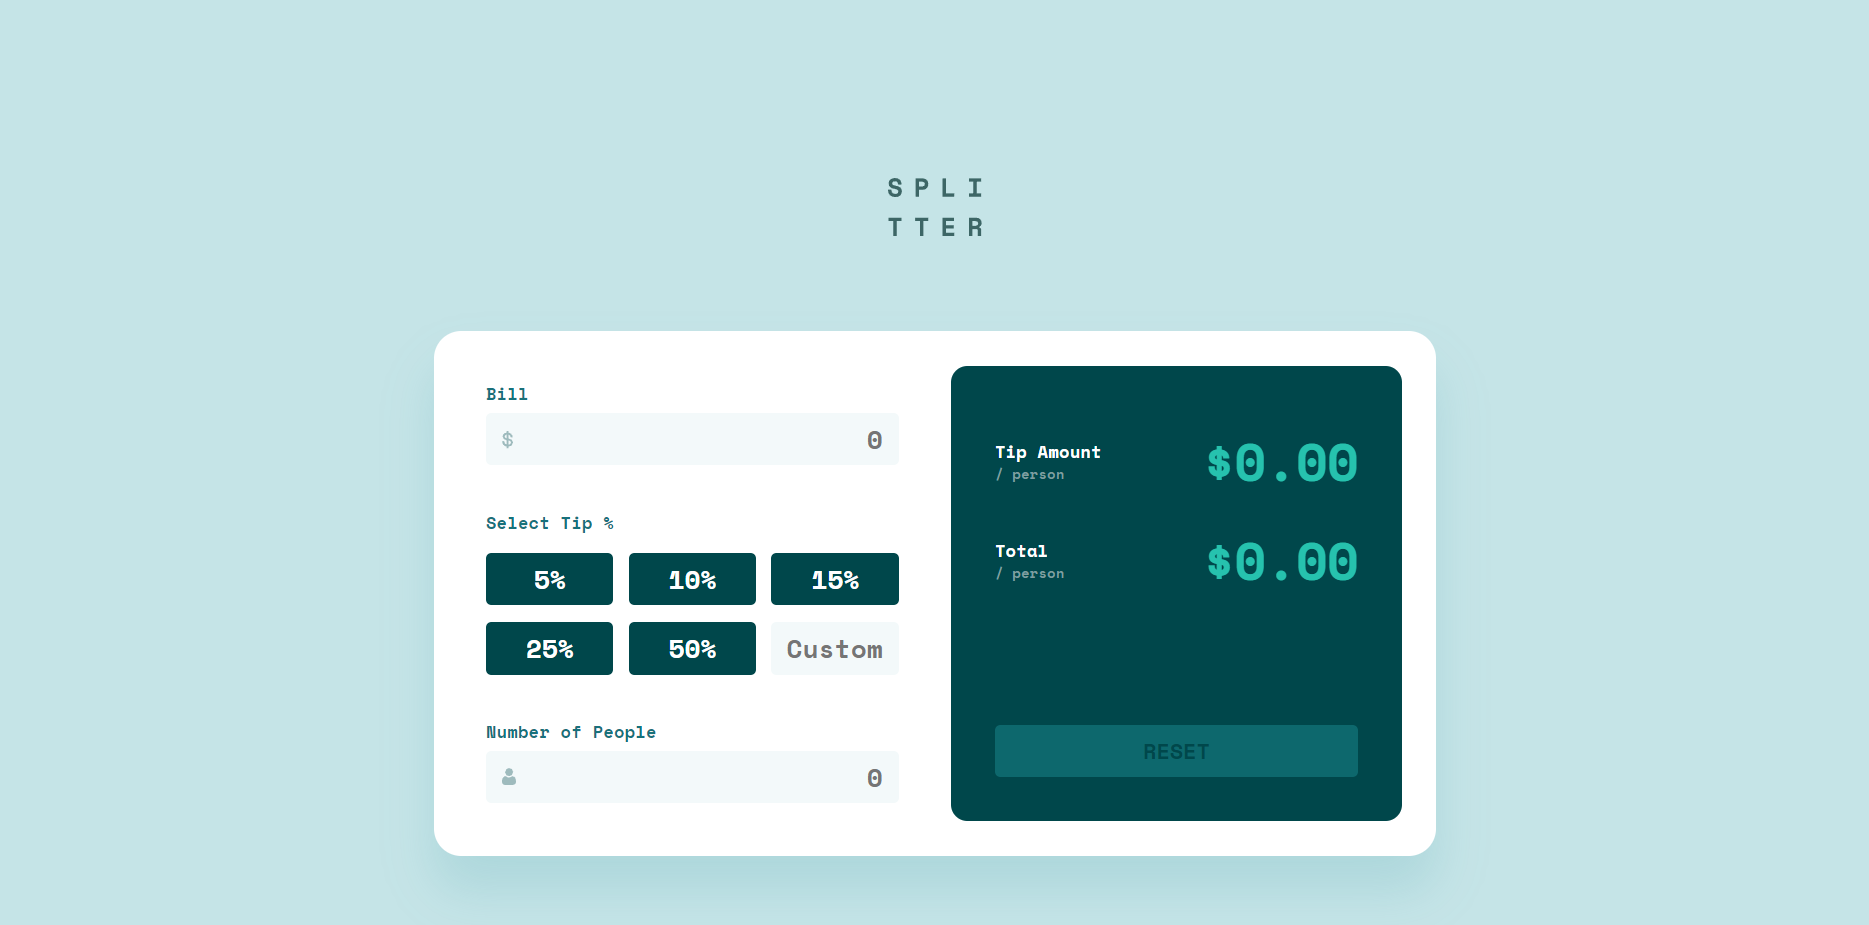 SPLI
TTER
Bill
$ 0
Select Tip %
5% 10% 15%
25% 50% Custom
Number of People
0
Tip Amount
/ person
$0.00
Total
/ person
$0.00
RESET